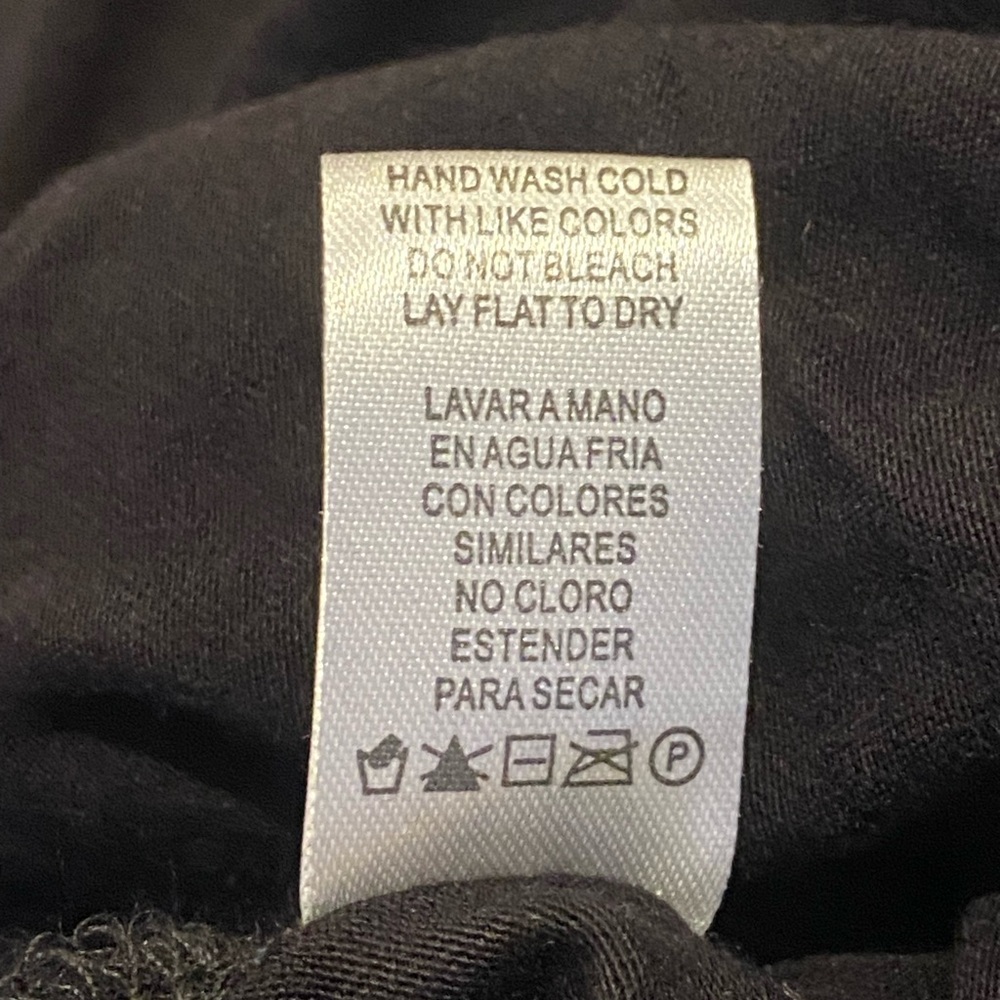 HAND WASH COLD
WITH LIKE COLORS
DO NOT BLEACH
LAY FLAT TO DRY
LAVAR A MANO
EN AGUA FRIA
CON COLORES
SIMILARES
NO CLORO
ESTENDER
PARA SECAR
P